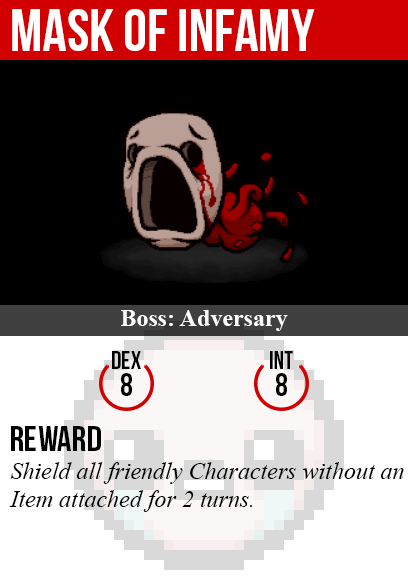 MASK OF INFAMY
Boss: Adversary
DEX INT
8 8
REWARD
Shield all friendly Characters without an
Item attached for 2 turns.